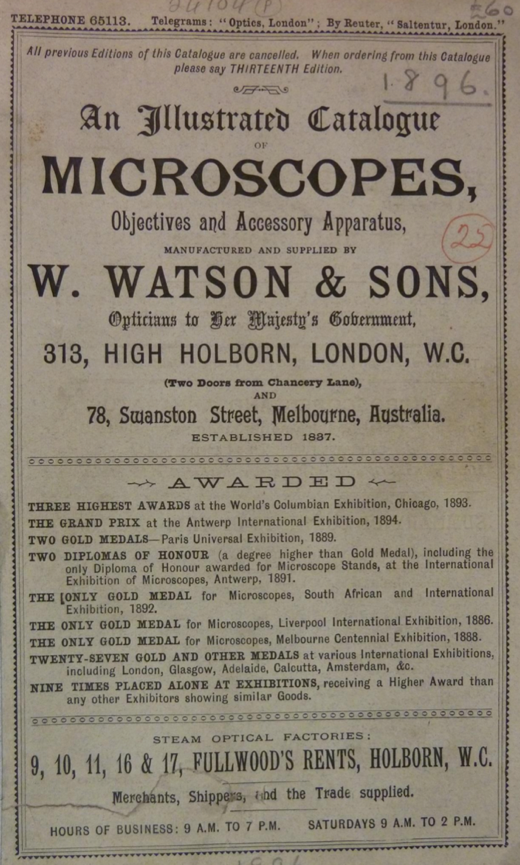 24104(P) £60
TELEPHONE 65113. Telegrams: "Optics, London"; By Reuter, "Saltentur, London."
All previous Editions of this Catalogue are cancelled. When ordering from this Catalogue
please say THIRTEENTH Edition.
1896.
An Illustrated Catalogue
OF
MICROSCOPES,
Objectives and Accessory Apparatus,
22
MANUFACTURED AND SUPPLIED BY
W. WATSON & SONS,
Opticians to Her Majesty's Government,
313, HIGH HOLBORN, LONDON, W.C.
(Two Doors from Chancery Lane),
AND
78, Swanston Street, Melbourne, Australia.
ESTABLISHED 1837.
AWARDED
THREE HIGHEST AWARDS at the World's Columbian Exhibition, Chicago, 1893.
THE GRAND PRIX at the Antwerp International Exhibition, 1894.
TWO GOLD MEDALS—Paris Universal Exhibition, 1889.
TWO DIPLOMAS OF HONOUR (a degree higher than Gold Medal), including the
only Diploma of Honour awarded for Microscope Stands, at the International
Exhibition of Microscopes, Antwerp, 1891.
THE [ONLY GOLD MEDAL for Microscopes, South African and International
Exhibition, 1892.
THE ONLY GOLD MEDAL for Microscopes, Liverpool International Exhibition, 1886.
THE ONLY GOLD MEDAL for Microscopes, Melbourne Centennial Exhibition, 1888.
TWENTY-SEVEN GOLD AND OTHER MEDALS at various International Exhibitions,
including London, Glasgow, Adelaide, Calcutta, Amsterdam, &c.
NINE TIMES PLACED ALONE AT EXHIBITIONS, receiving a Higher Award than
any other Exhibitors showing similar Goods.
STEAM OPTICAL FACTORIES:
9, 10, 11, 16 & 17, FULLWOOD'S RENTS, HOLBORN, W.C.
Merchants, Shippers, and the Trade supplied.
HOURS OF BUSINESS: 9 A.M. TO 7 P.M. SATURDAYS 9 A.M. TO 2 P.M.